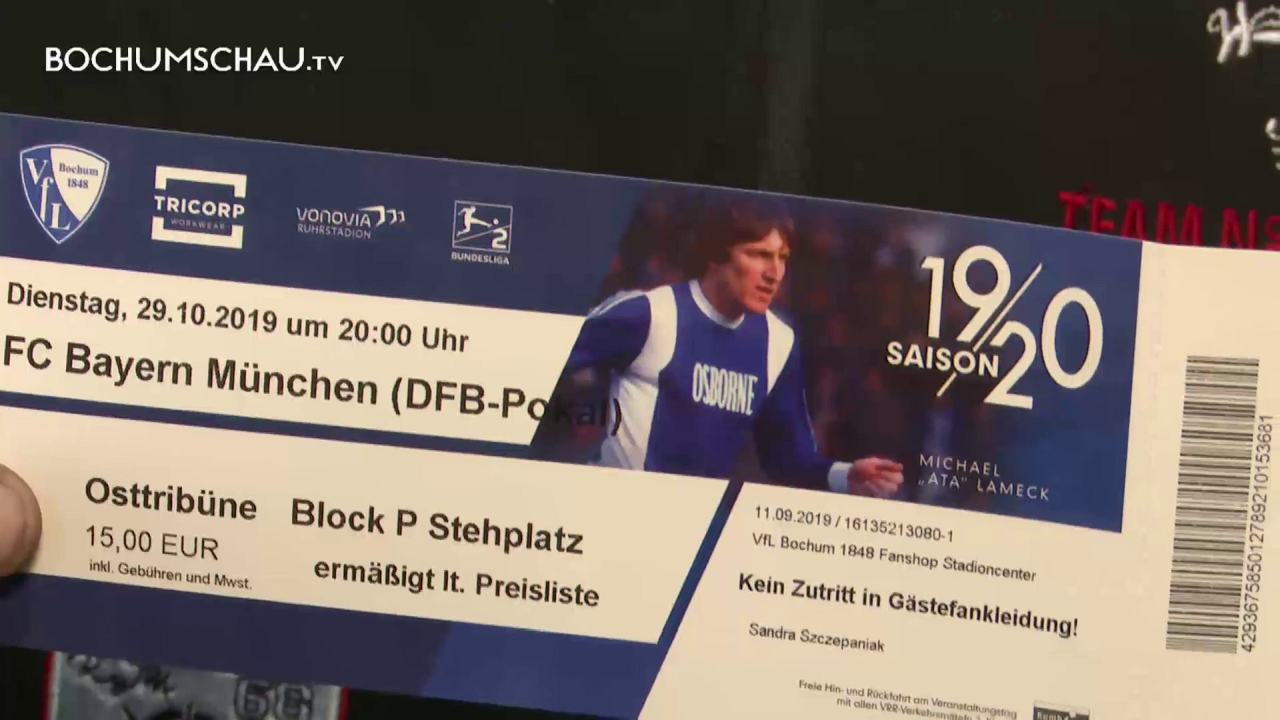 BOCHUMSCHAU.TV
TEAM
VfL Bochum 1848
TRICORP
WORKWEAR
VONOVIA
RUHRSTADION
2
BUNDESLIGA
Dienstag, 29.10.2019 um 20:00 Uhr
FC Bayern München (DFB-Pokal)
OSBORNE
SAISON 19/20
MICHAEL
„ATA“ LAMECK
Osttribüne Block P Stehplatz
15,00 EUR
inkl. Gebühren und Mwst.
ermäßigt lt. Preisliste
11.09.2019 / 16135213080-1
VfL Bochum 1848 Fanshop Stadioncenter
Kein Zutritt in Gästefankleidung!
Sandra Szczepaniak
Freie Hin- und Rückfahrt am Veranstaltungstag
mit allen VRR-Verkehrsmitteln
429367585012789210153681